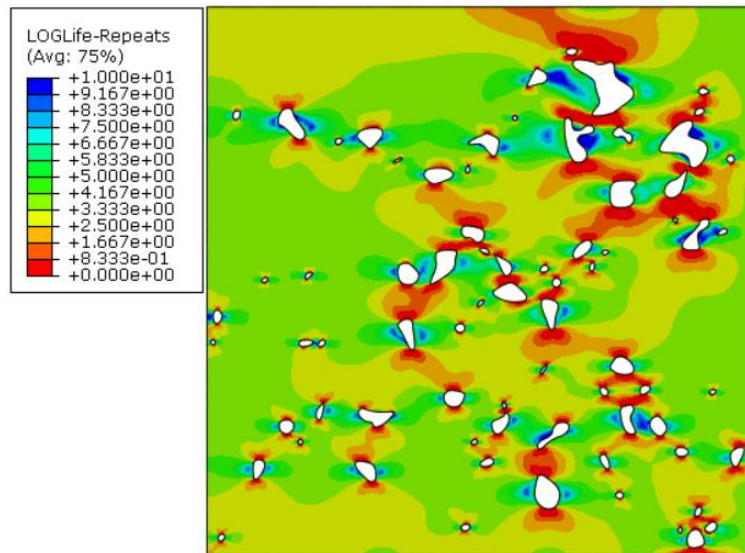 LOGLife-Repeats
(Avg: 75%)
+1.000e+01
+9.167e+00
+8.333e+00
+7.500e+00
+6.667e+00
+5.833e+00
+5.000e+00
+4.167e+00
+3.333e+00
+2.500e+00
+1.667e+00
+8.333e-01
+0.000e+00